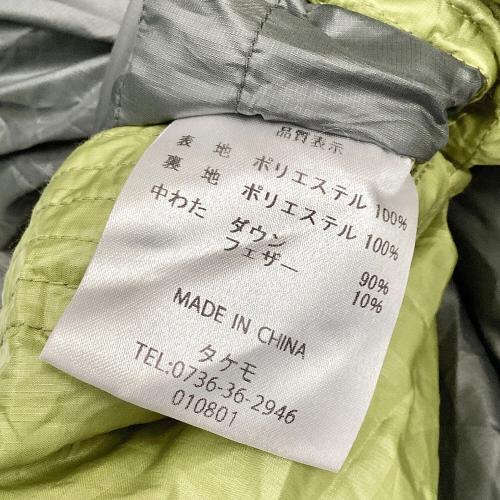 品質表示
表 地 ポリエステル 100%
裏 地 ポリエステル 100%
中わた ダウン 90%
フェザー 10%
MADE IN CHINA
タケモ
TEL:0736-36-2946
010801